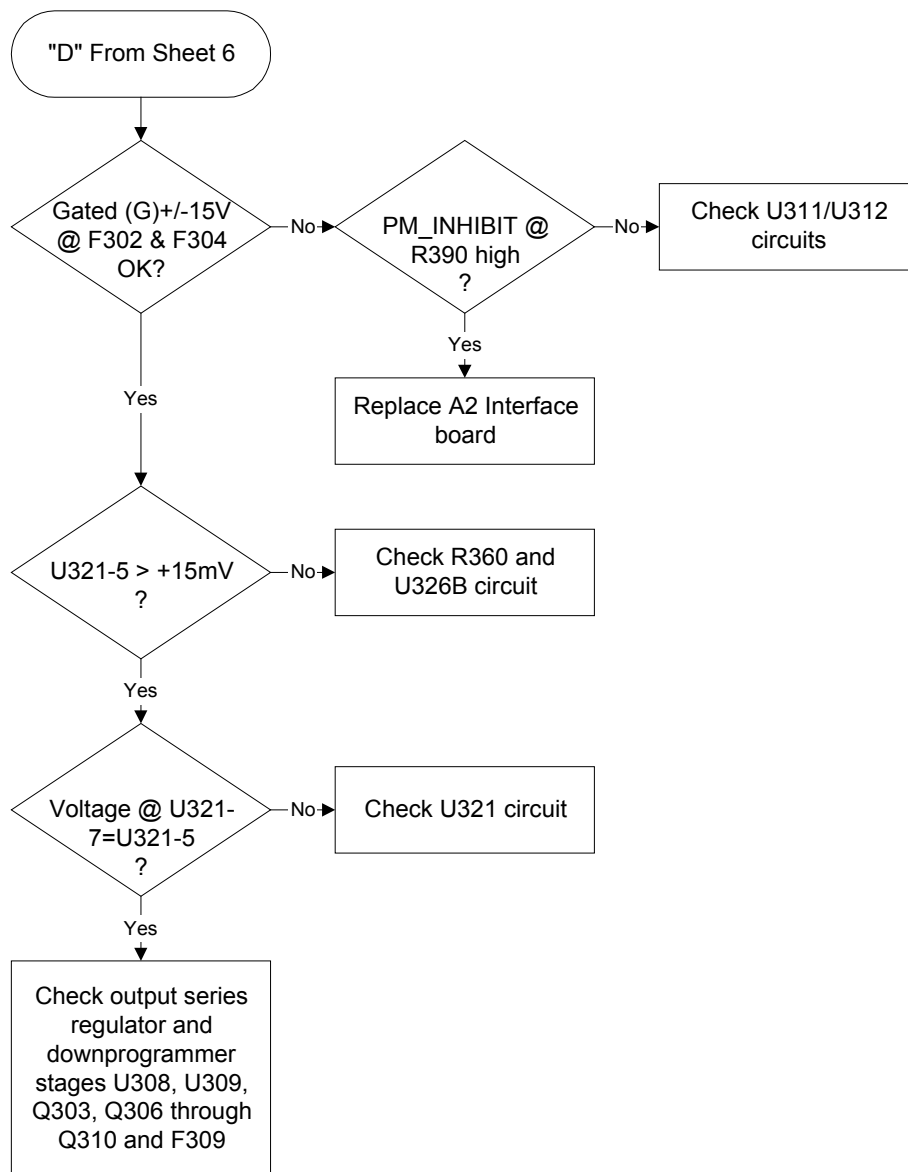 "D" From Sheet 6
Gated (G)+/-15V
@ F302 & F304
OK?
No
PM_INHIBIT @
R390 high
?
No
Check U311/U312
circuits
Yes
Replace A2 Interface
board
Yes
U321-5 > +15mV
?
No
Check R360 and
U326B circuit
Yes
Voltage @ U321-
7=U321-5
?
No
Check U321 circuit
Yes
Check output series
regulator and
downprogrammer
stages U308, U309,
Q303, Q306 through
Q310 and F309